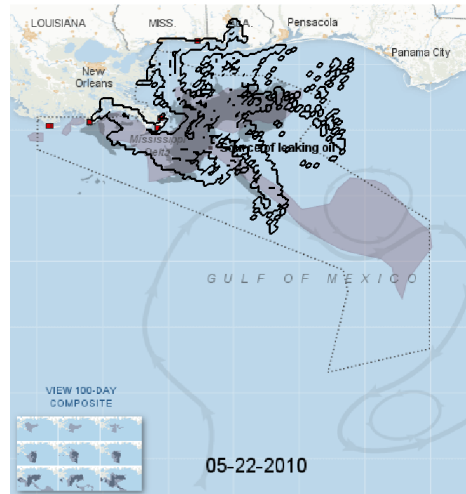 LOUISIANA
MISS.
Pensacola
Panama City
New
Orleans
Mississippi
Delta
Source of leaking oil
GULF OF MEXICO
VIEW 100-DAY
COMPOSITE
05-22-2010